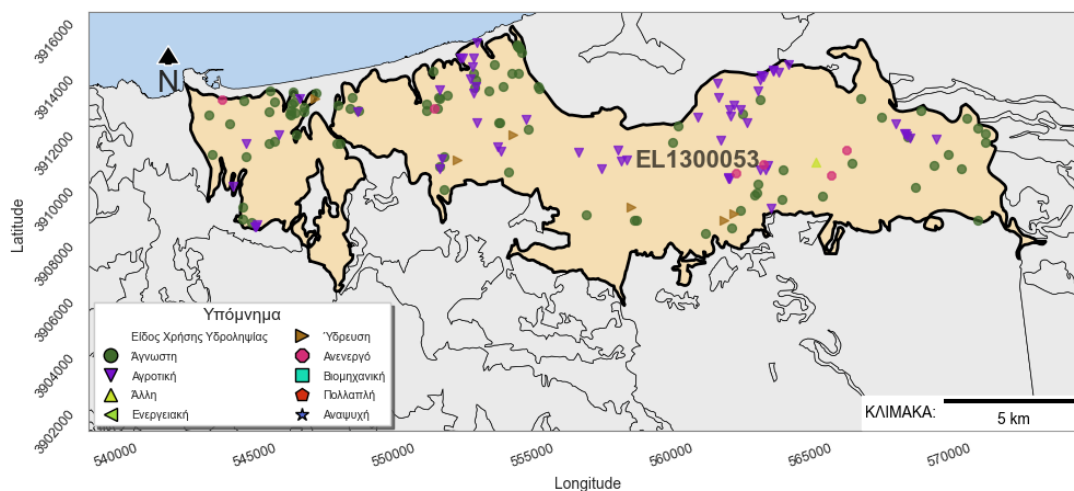 3916000
3914000
3912000
3910000
3908000
3906000
3904000
3902000
Latitude
N
EL1300053
Υπόμνημα
Είδος Χρήσης Υδροληψίας
Άγνωστη
Αγροτική
Άλλη
Ενεργειακή
Ύδρευση
Ανενεργό
Βιομηχανική
Πολλαπλή
Αναψυχή
ΚΛΙΜΑΚΑ:
5 km
540000
545000
550000
555000
560000
565000
570000
Longitude